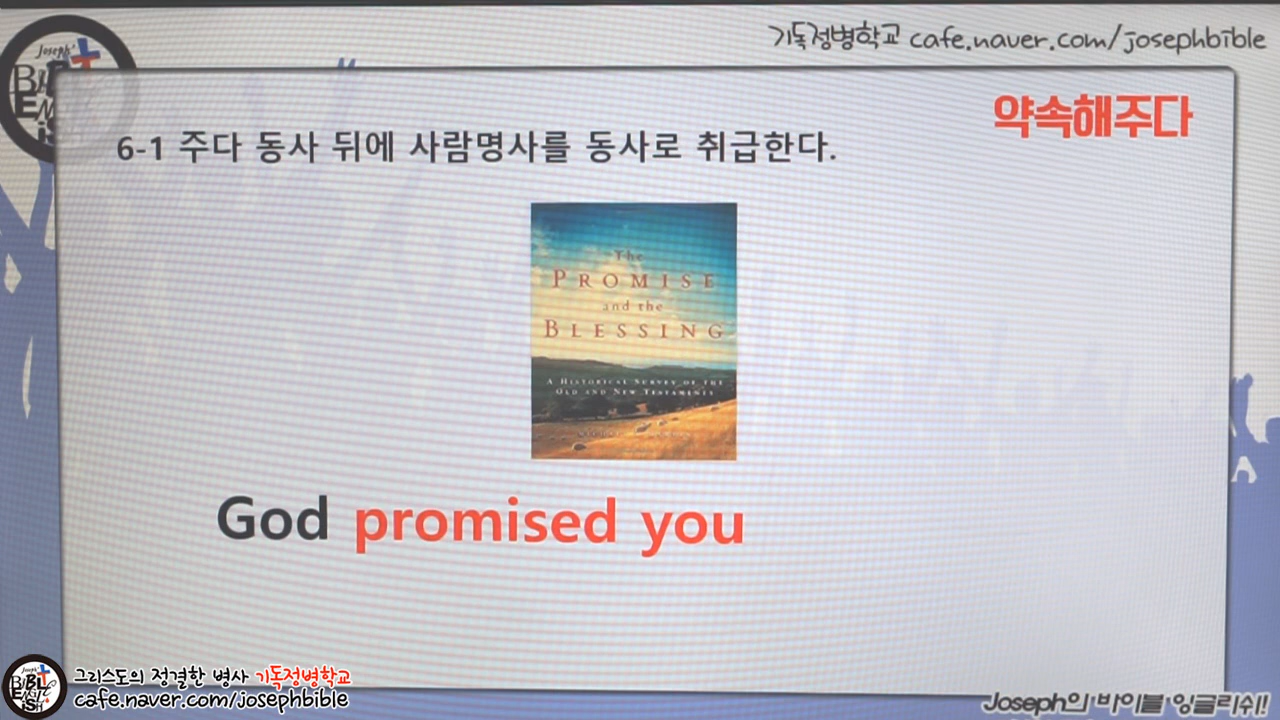 기독정병학교 cafe.naver.com/josephbible
약속해주다
6-1 주다 동사 뒤에 사람명사를 동사로 취급한다.
The
PROMISE
and the
BLESSING
A HISTORICAL SURVEY OF THE
OLD AND NEW TESTAMENTS
God promised you
그리스도의 정결한 병사 기독정병학교
cafe.naver.com/josephbible
Joseph의 바이블 잉글리쉬!